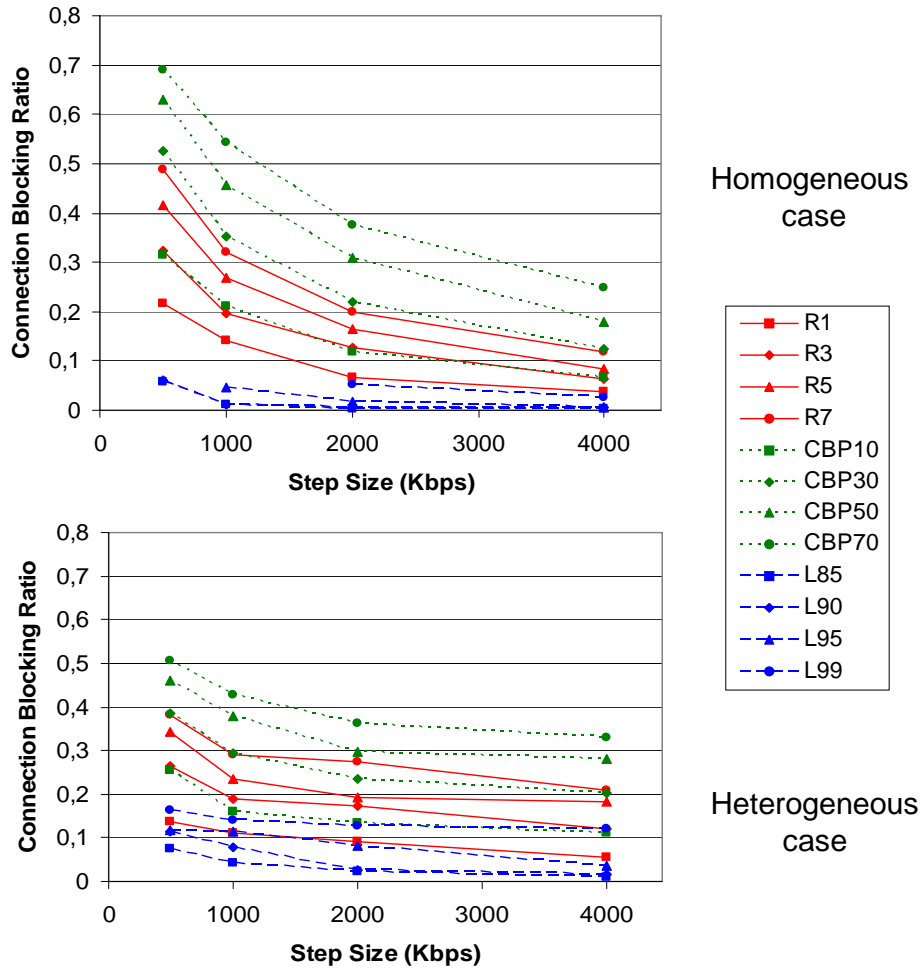 0,8
0,7
0,6
0,5
0,4
0,3
0,2
0,1
0
Connection Blocking Ratio
0 1000 2000 3000 4000
Step Size (Kbps)
Homogeneous
case
R1
R3
R5
R7
CBP10
CBP30
CBP50
CBP70
L85
L90
L95
L99
0,8
0,7
0,6
0,5
0,4
0,3
0,2
0,1
0
Connection Blocking Ratio
0 1000 2000 3000 4000
Step Size (Kbps)
Heterogeneous
case